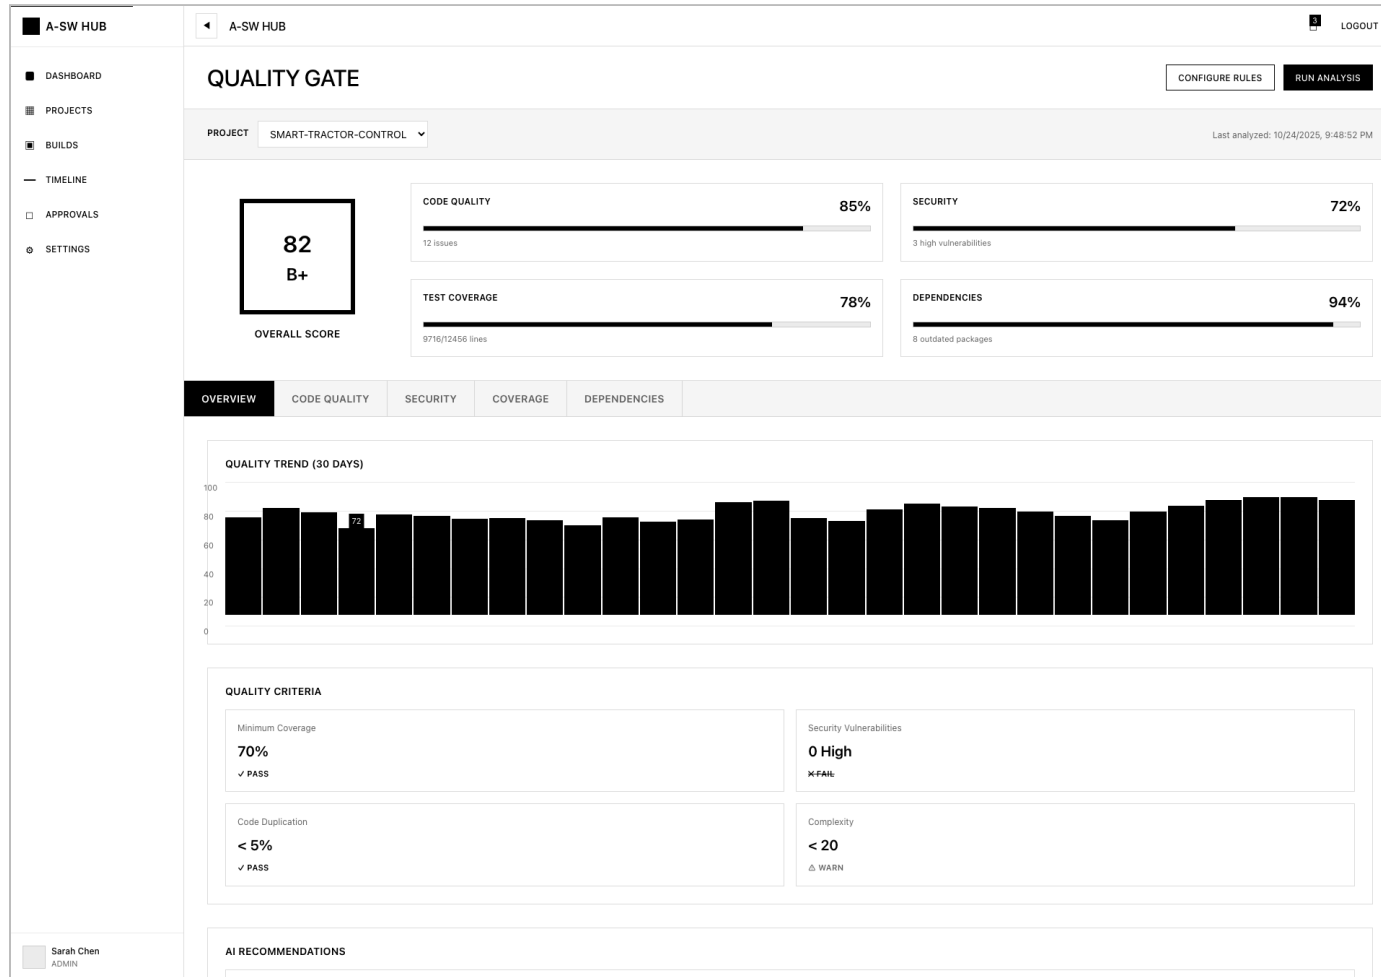 A-SW HUB
DASHBOARD
PROJECTS
BUILDS
TIMELINE
APPROVALS
SETTINGS
Sarah Chen
ADMIN
A-SW HUB
3
LOGOUT
QUALITY GATE
CONFIGURE RULES
RUN ANALYSIS
PROJECT
SMART-TRACTOR-CONTROL
Last analyzed: 10/24/2025, 9:48:52 PM
82
B+
OVERALL SCORE
CODE QUALITY
85%
12 issues
SECURITY
72%
3 high vulnerabilities
TEST COVERAGE
78%
9716/12456 lines
DEPENDENCIES
94%
8 outdated packages
OVERVIEW
CODE QUALITY
SECURITY
COVERAGE
DEPENDENCIES
QUALITY TREND (30 DAYS)
100
80
60
40
20
0
72
QUALITY CRITERIA
Minimum Coverage
70%
✓ PASS
Security Vulnerabilities
0 High
✕ FAIL
Code Duplication
< 5%
✓ PASS
Complexity
< 20
⚠ WARN
AI RECOMMENDATIONS